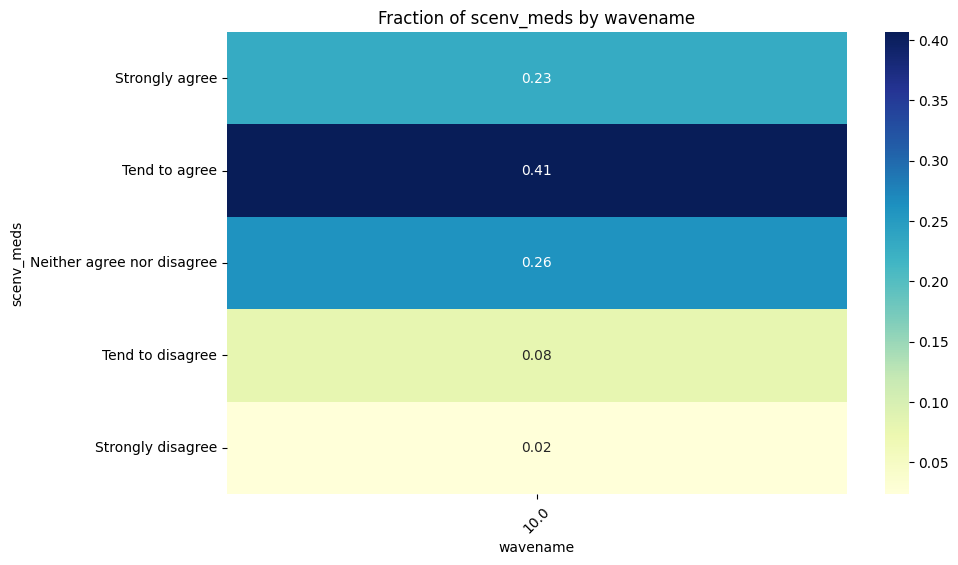 Fraction of scenv_meds by wavename
Strongly agree
Tend to agree
Neither agree nor disagree
Tend to disagree
Strongly disagree
scenv_meds
0.23
0.41
0.26
0.08
0.02
10.0
wavename
0.40
0.35
0.30
0.25
0.20
0.15
0.10
0.05